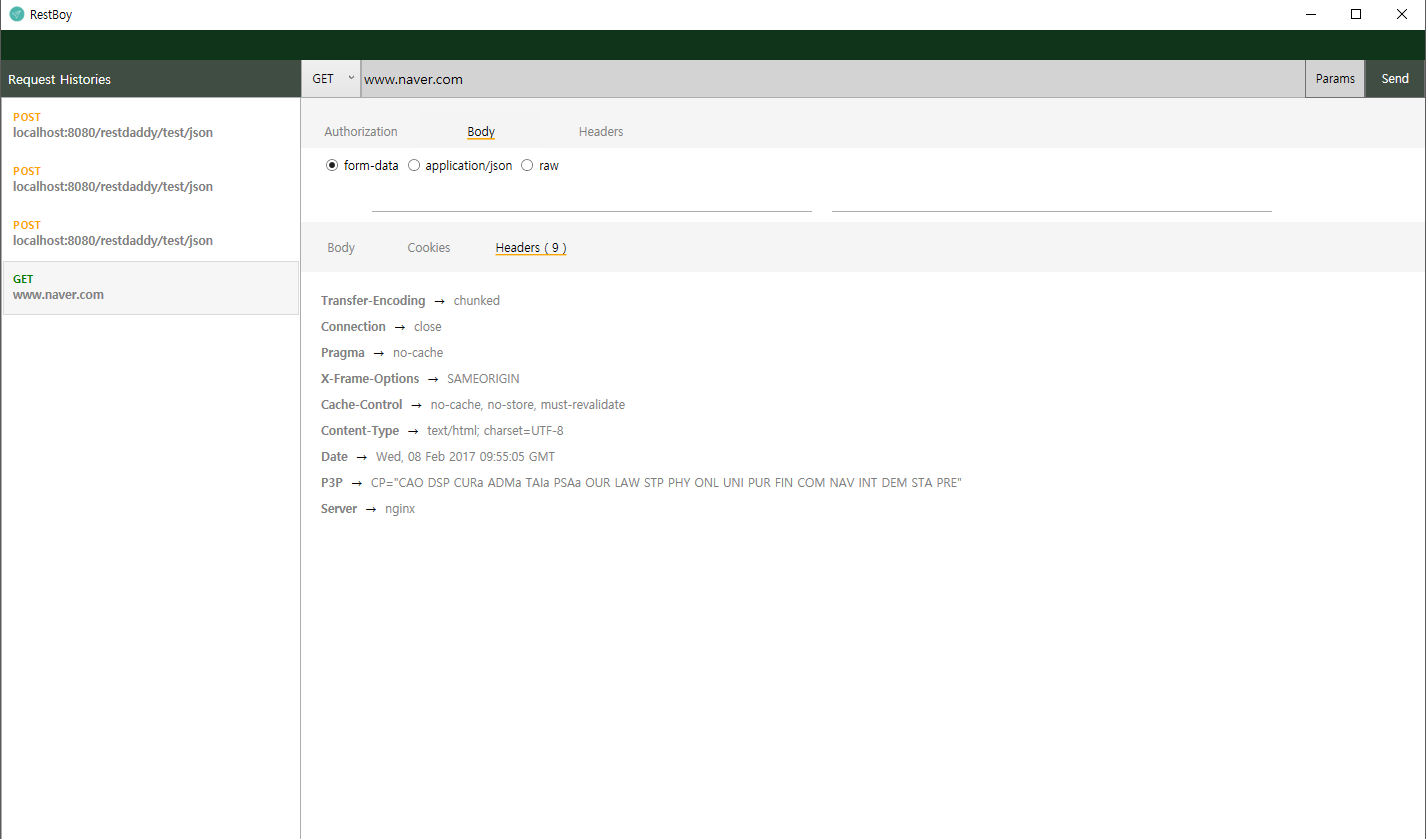 RestBoy
Request Histories
GET www.naver.com Params Send
POST
localhost:8080/restdaddy/test/json
POST
localhost:8080/restdaddy/test/json
POST
localhost:8080/restdaddy/test/json
GET
www.naver.com
Authorization Body Headers
form-data application/json raw
Body Cookies Headers ( 9 )
Transfer-Encoding → chunked
Connection → close
Pragma → no-cache
X-Frame-Options → SAMEORIGIN
Cache-Control → no-cache, no-store, must-revalidate
Content-Type → text/html; charset=UTF-8
Date → Wed, 08 Feb 2017 09:55:05 GMT
P3P → CP="CAO DSP CURa ADMa TAIa PSAa OUR LAW STP PHY ONL UNI PUR FIN COM NAV INT DEM STA PRE"
Server → nginx